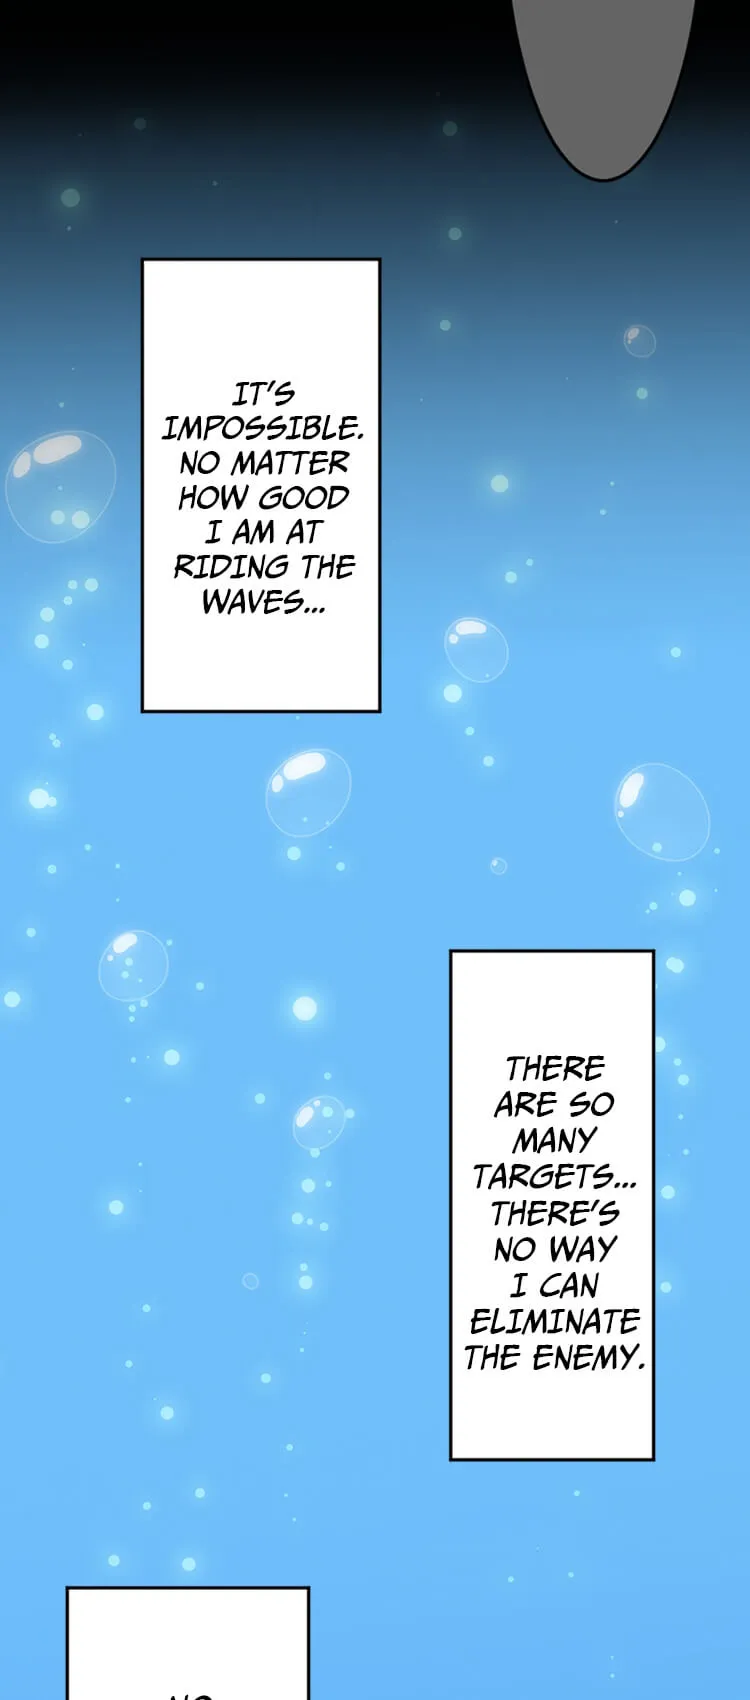 IT'S
IMPOSSIBLE.
NO MATTER
HOW GOOD
I AM AT
RIDING THE
WAVES...
THERE
ARE SO
MANY
TARGETS...
THERE'S
NO WAY
I CAN
ELIMINATE
THE ENEMY.